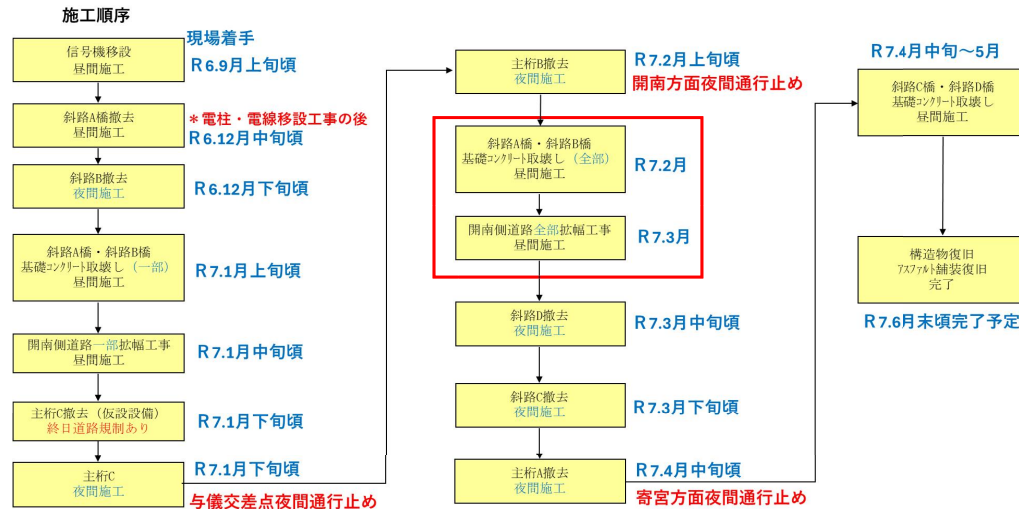 施工順序
現場着手
信号機移設
昼間施工
R6.9月上旬頃
斜路A橋撤去
昼間施工
＊電柱・電線移設工事の後
R6.12月中旬頃
斜路B撤去
夜間施工
R6.12月下旬頃
斜路A橋・斜路B橋
基礎ｺﾝｸﾘｰﾄ取壊し（一部）
昼間施工
R7.1月上旬頃
開南側道路一部拡幅工事
昼間施工
R7.1月中旬頃
主桁C撤去（仮設設備）
終日道路規制あり
R7.1月下旬頃
主桁C
夜間施工
R7.1月下旬頃
与儀交差点夜間通行止め
主桁B撤去
夜間施工
R7.2月上旬頃
開南方面夜間通行止め
斜路A橋・斜路B橋
基礎ｺﾝｸﾘｰﾄ取壊し（全部）
昼間施工
R7.2月
開南側道路全部拡幅工事
昼間施工
R7.3月
斜路D撤去
夜間施工
R7.3月中旬頃
斜路C撤去
夜間施工
R7.3月下旬頃
主桁A撤去
夜間施工
R7.4月中旬頃
寄宮方面夜間通行止め
R7.4月中旬～5月
斜路C橋・斜路D橋
基礎ｺﾝｸﾘｰﾄ取壊し
昼間施工
構造物復旧
ｱｽﾌｧﾙﾄ舗装復旧
完了
R7.6月末頃完了予定